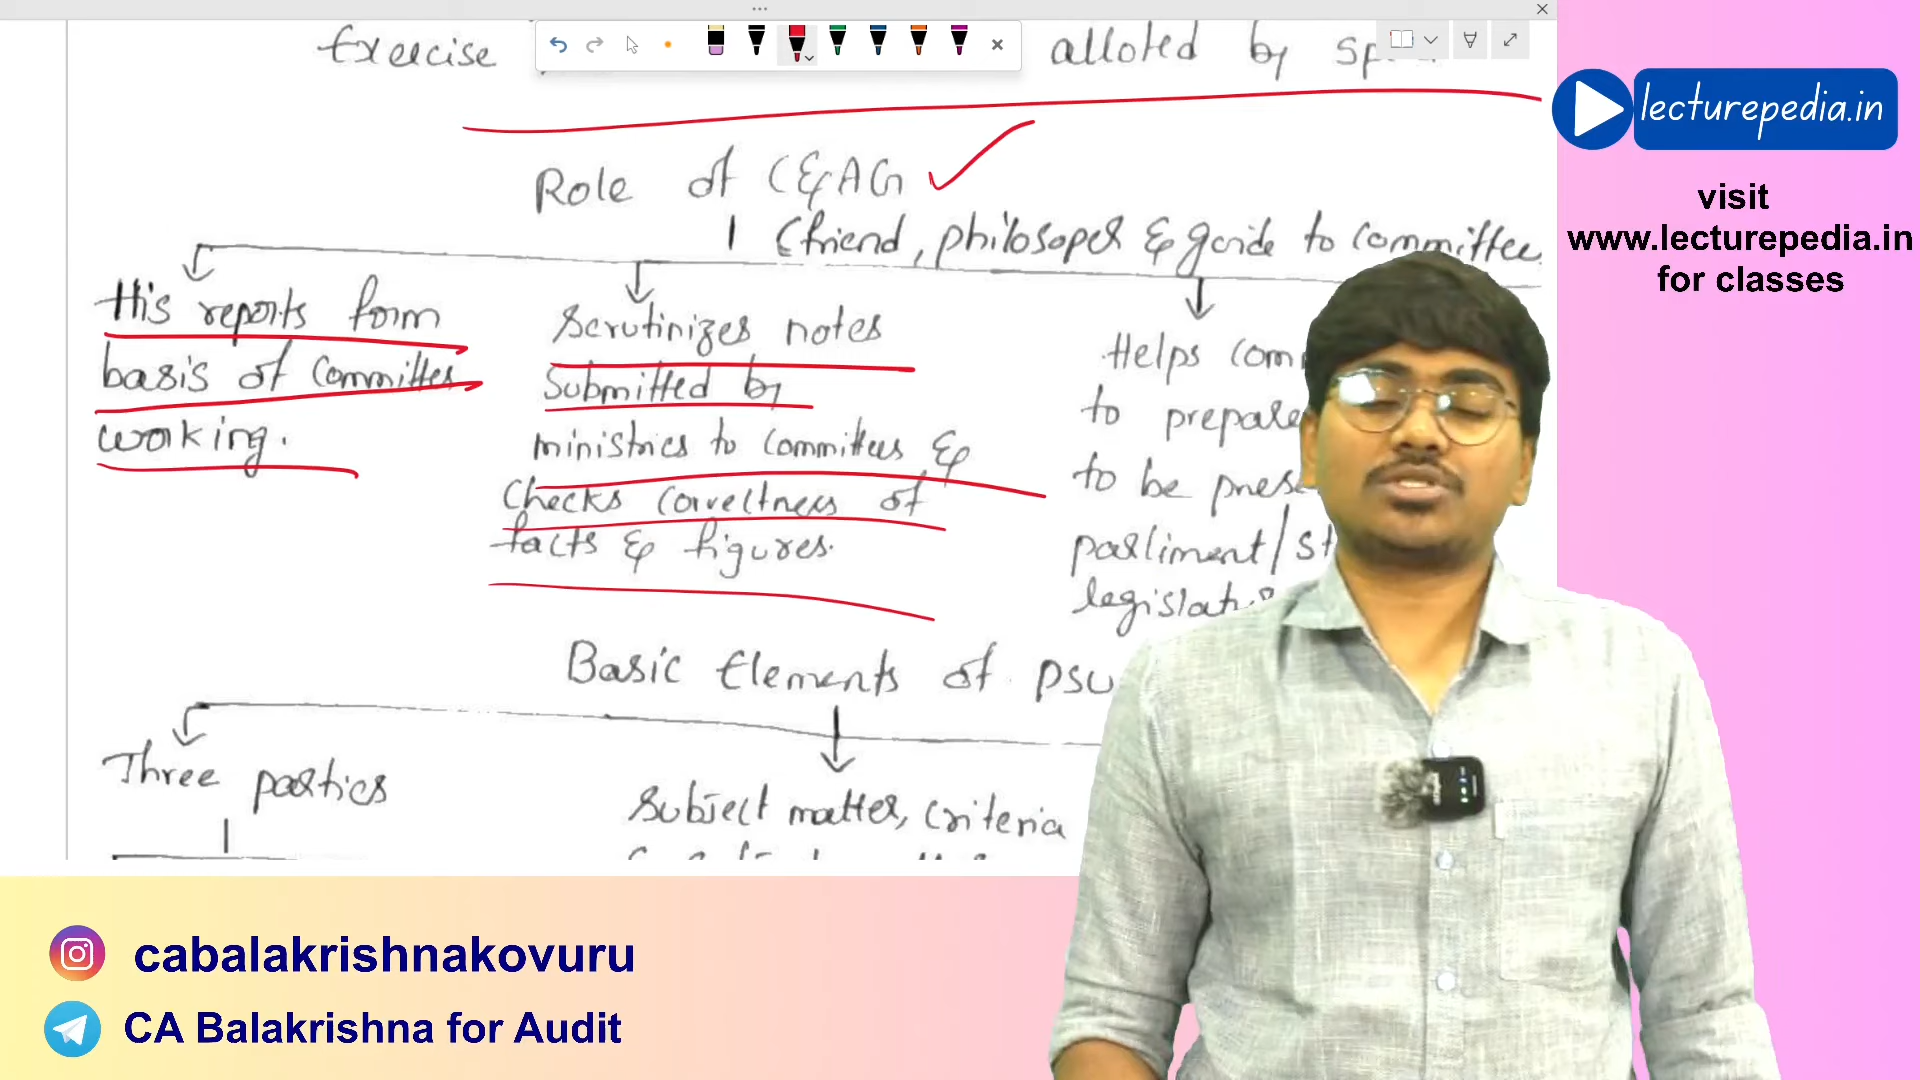 Exercise
alloted by
Role of C&AG
(friend, philosoper & guide to committee
His reports form
basis of Committee
working.
Scrutinizes notes
Submitted by
ministries to committees &
Checks correctness of
facts & figures.
Helps
to prepare
to be
parliment/
Basic Elements of PSU
Three parties
Subject matter, criteria
lecturepedia.in
visit
www.lecturepedia.in
for classes
cabalakrishnakovuru
CA Balakrishna for Audit